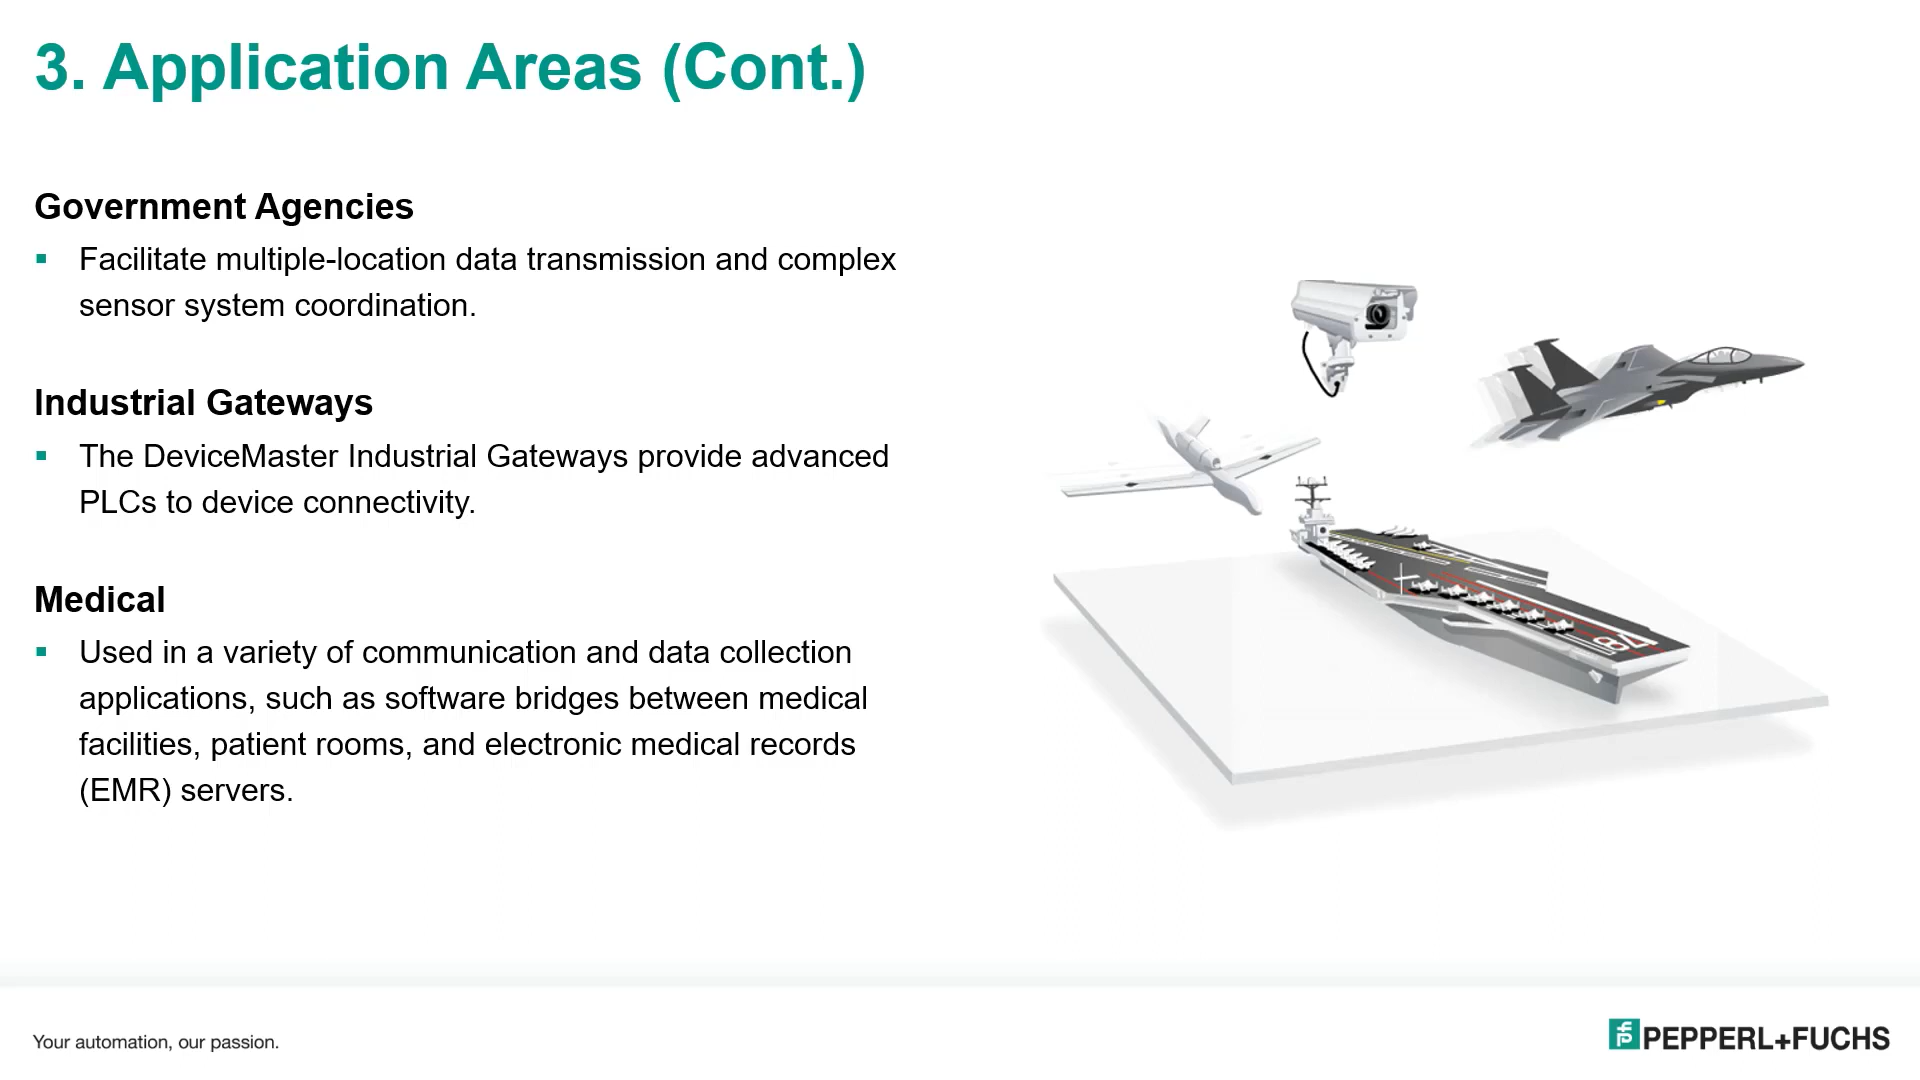 3. Application Areas (Cont.)
Government Agencies
▪ Facilitate multiple-location data transmission and complex
sensor system coordination.
Industrial Gateways
▪ The DeviceMaster Industrial Gateways provide advanced
PLCs to device connectivity.
Medical
▪ Used in a variety of communication and data collection
applications, such as software bridges between medical
facilities, patient rooms, and electronic medical records
(EMR) servers.
78
Your automation, our passion.
PEPPERL+FUCHS